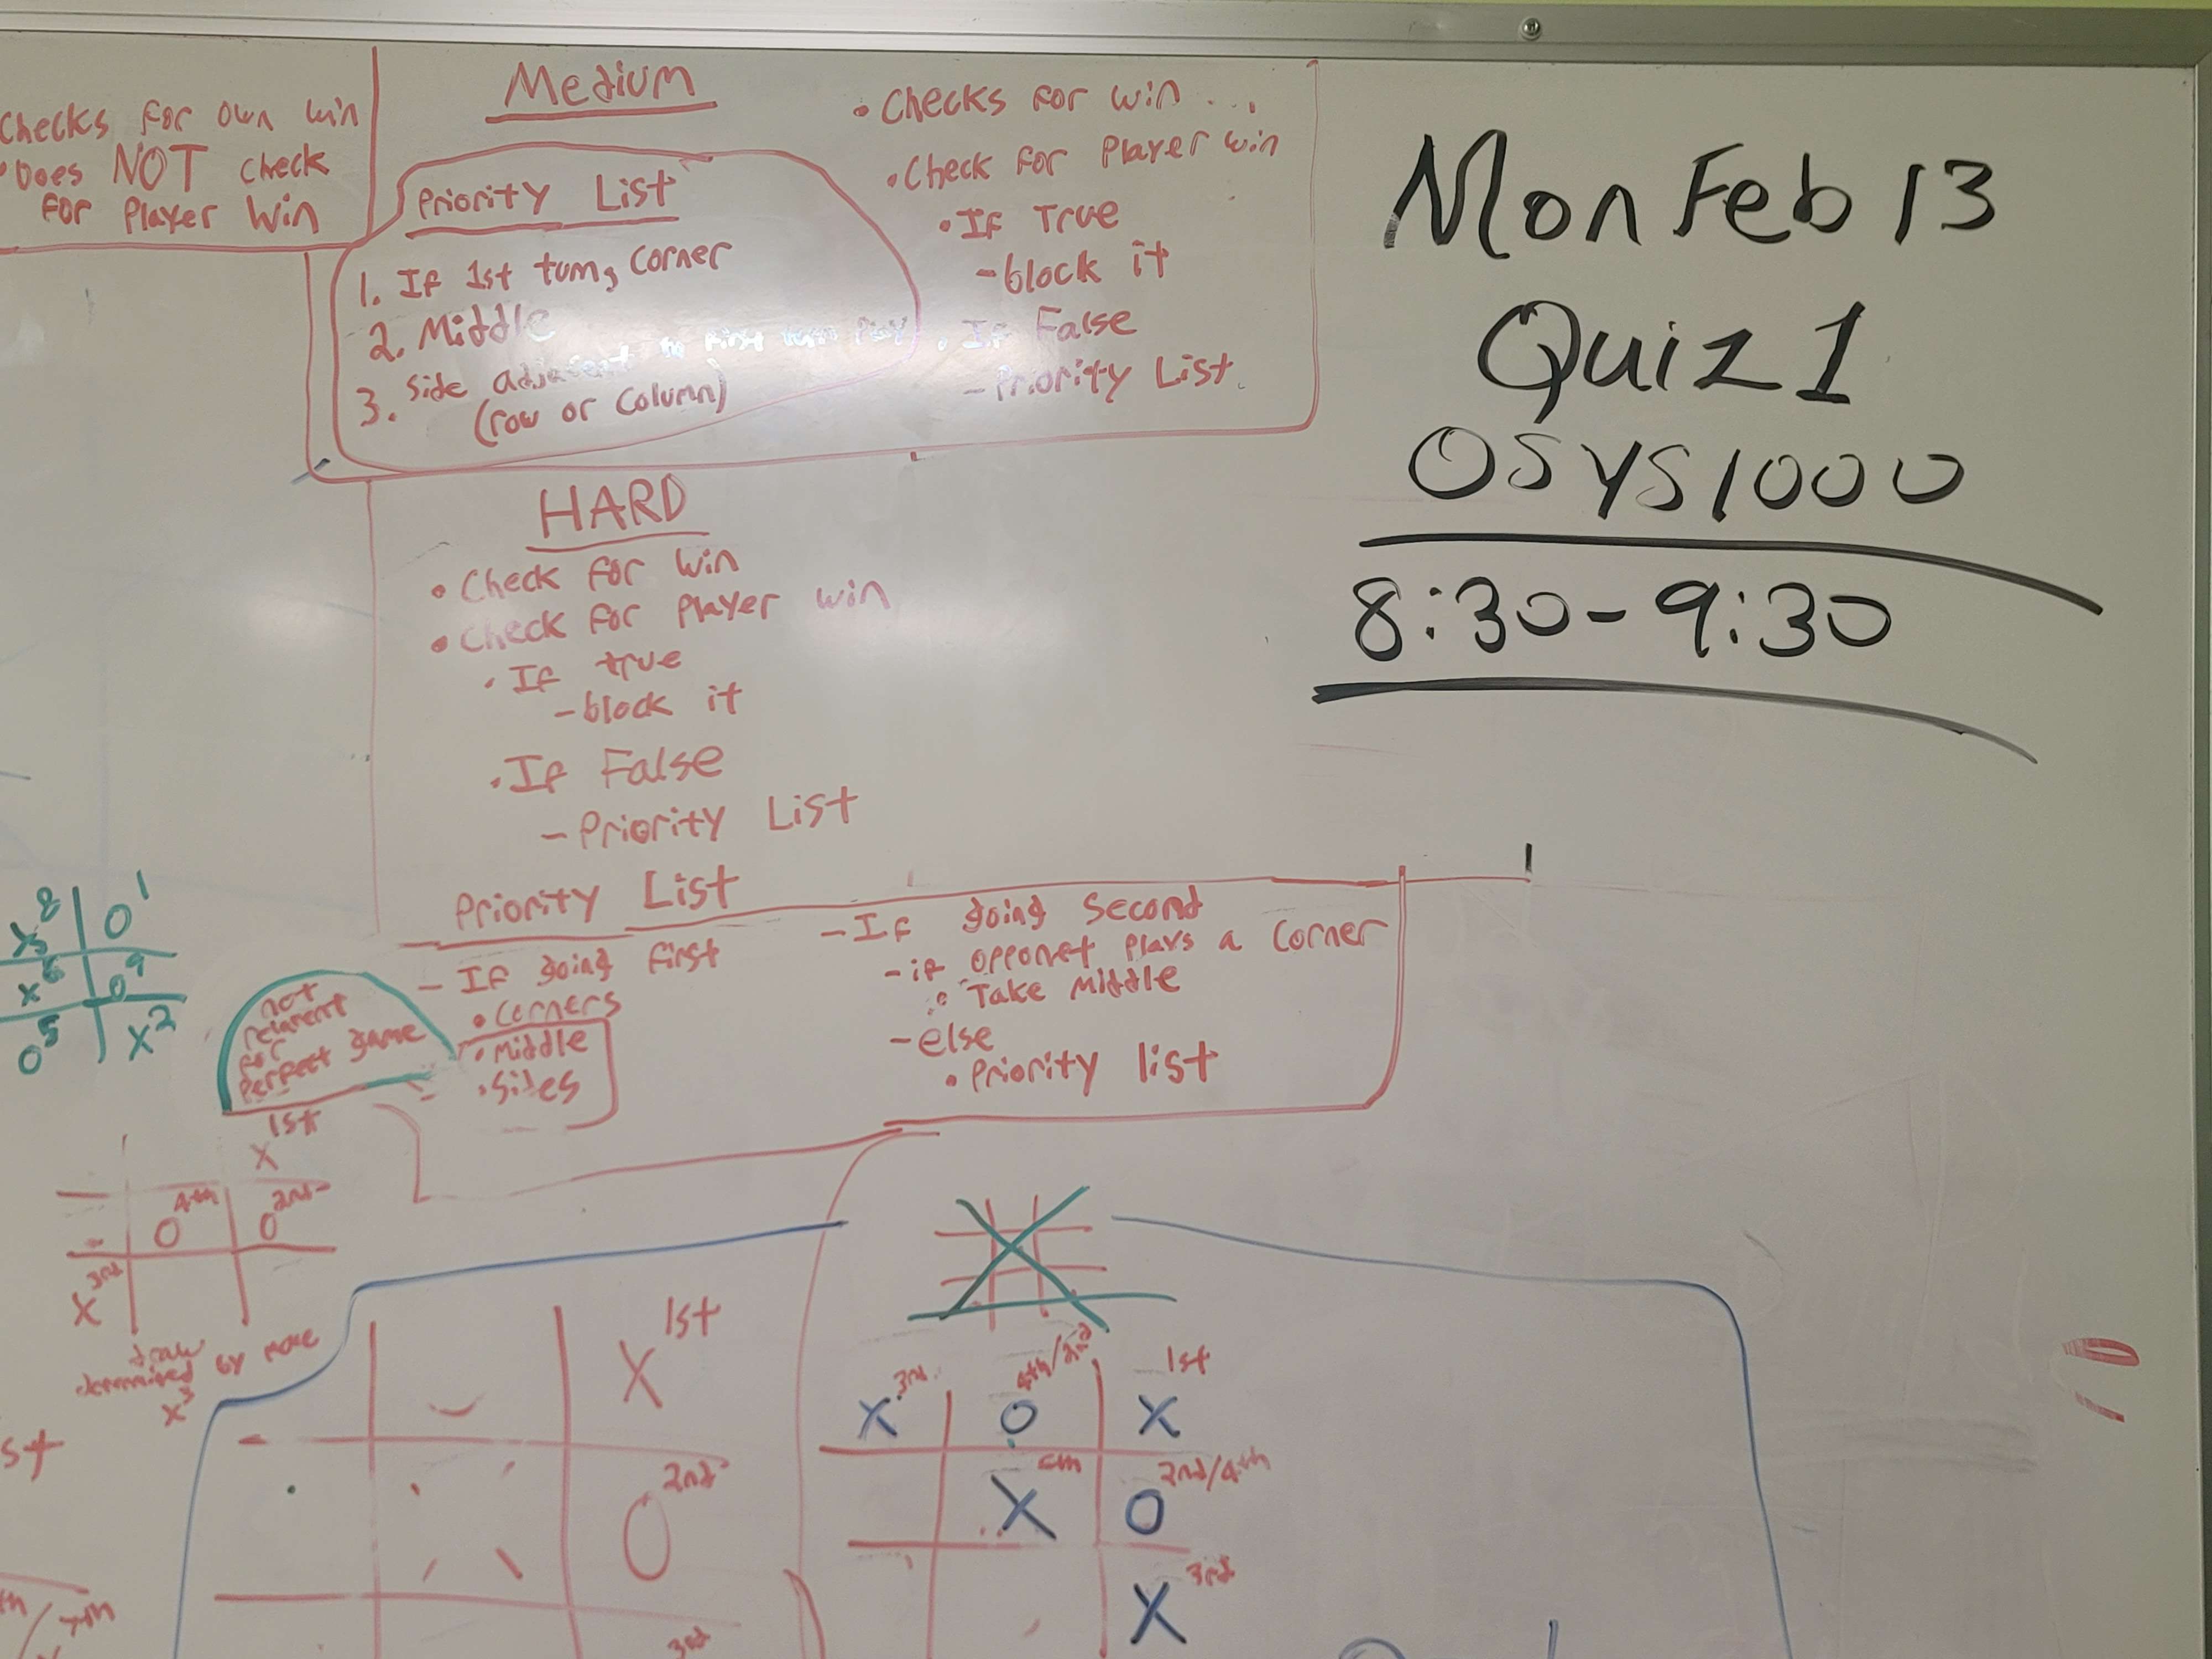 Checks for own win
•Does NOT check
for Player Win
Medium
Priority List
1. If 1st turn, corner
2. Middle
3. Side adjacent to first turn play
(row or column)
•Checks for win ...
•Check for Player win
•If True
-block it
•If False
-Priority List
HARD
•Check for win
•Check for Player win
•If true
-block it
•If False
-Priority List
Priority List
-If going first
•Corners
•Middle
•Sides
-If going second
-if opponet plays a corner
•Take Middle
-else
•Priority list
Mon Feb 13
Quiz 1
OSYS1000
8:30-9:30
O 1
O 9
O 5
X 2
not
for
Perfect game
1st
X
O 4th
O 2nd
X 3rd
draw
determined by move
X 3
X 1st
O 2nd
3rd
X 3rd
O 4th/2nd
X 1st
X
O 2nd/4th
X 3rd